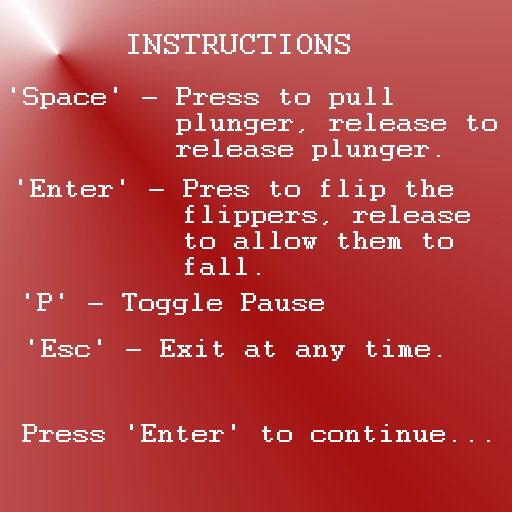 INSTRUCTIONS
'Space' - Press to pull
plunger, release to
release plunger.
'Enter' - Pres to flip the
flippers, release
to allow them to
fall.
'P' - Toggle Pause
'Esc' - Exit at any time.
Press 'Enter' to continue...